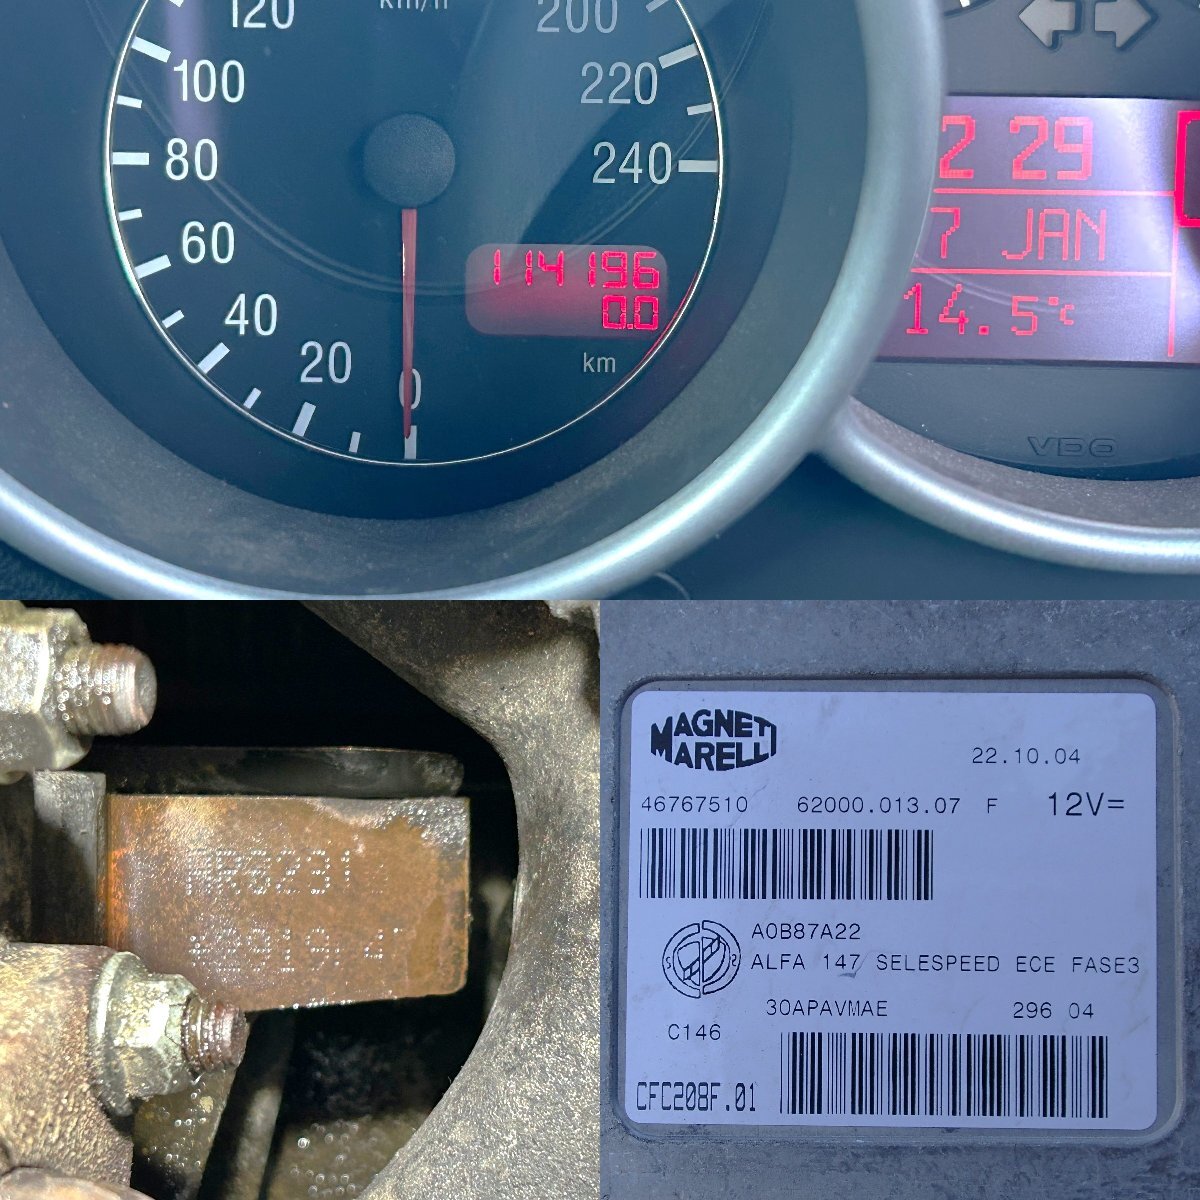 120
km/h
200
100
220
80
240
60
40
20
0
114196
0.0
km
2 29
7 JAN
14.5°c
VDO
AR3231
MAGNETI
MARELLI
22.10.04
46767510 62000.013.07 F 12V=
A0B87A22
ALFA 147 SELESPEED ECE FASE3
30APAVMAE 296 04
C146
CFC208F.01